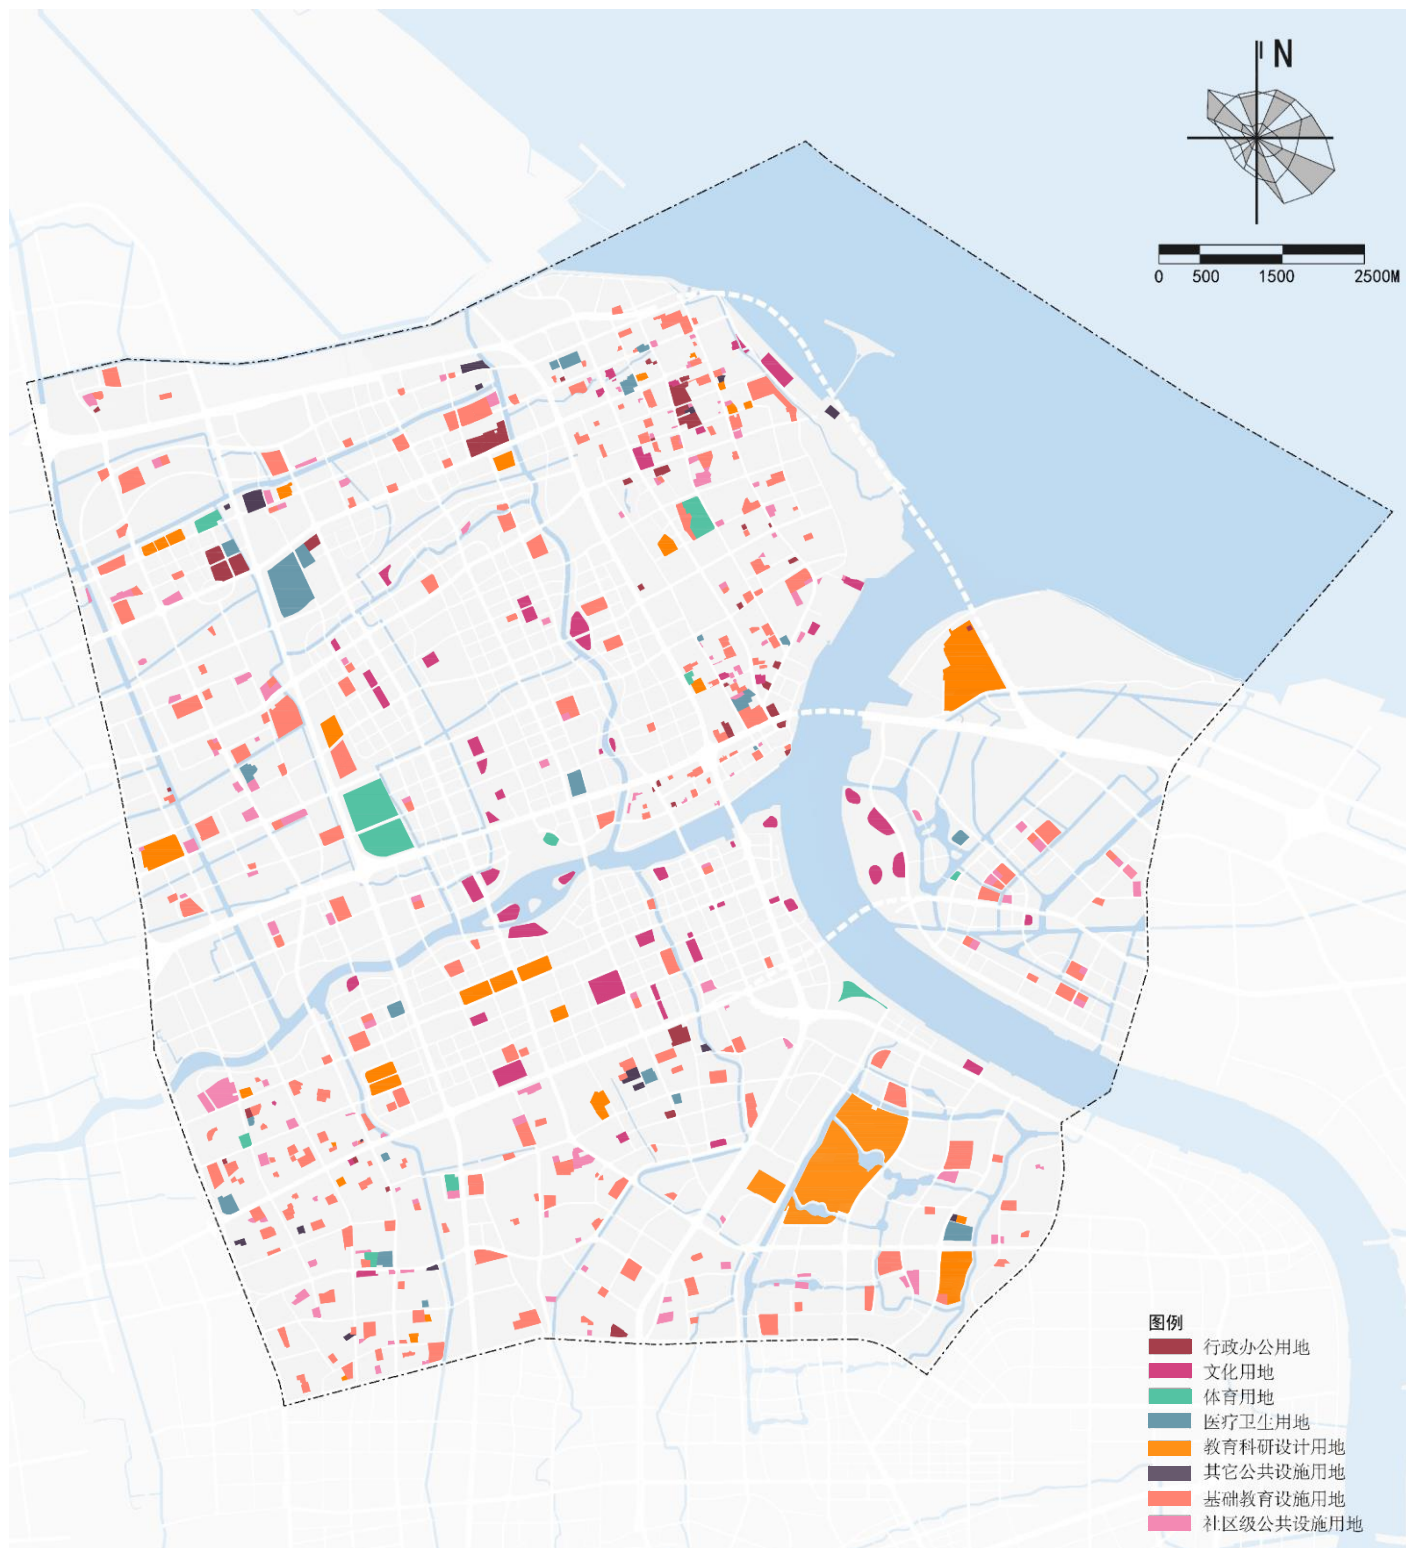 N
0 500 1500 2500M
图例
行政办公用地
文化用地
体育用地
医疗卫生用地
教育科研设计用地
其它公共设施用地
基础教育设施用地
社区级公共设施用地